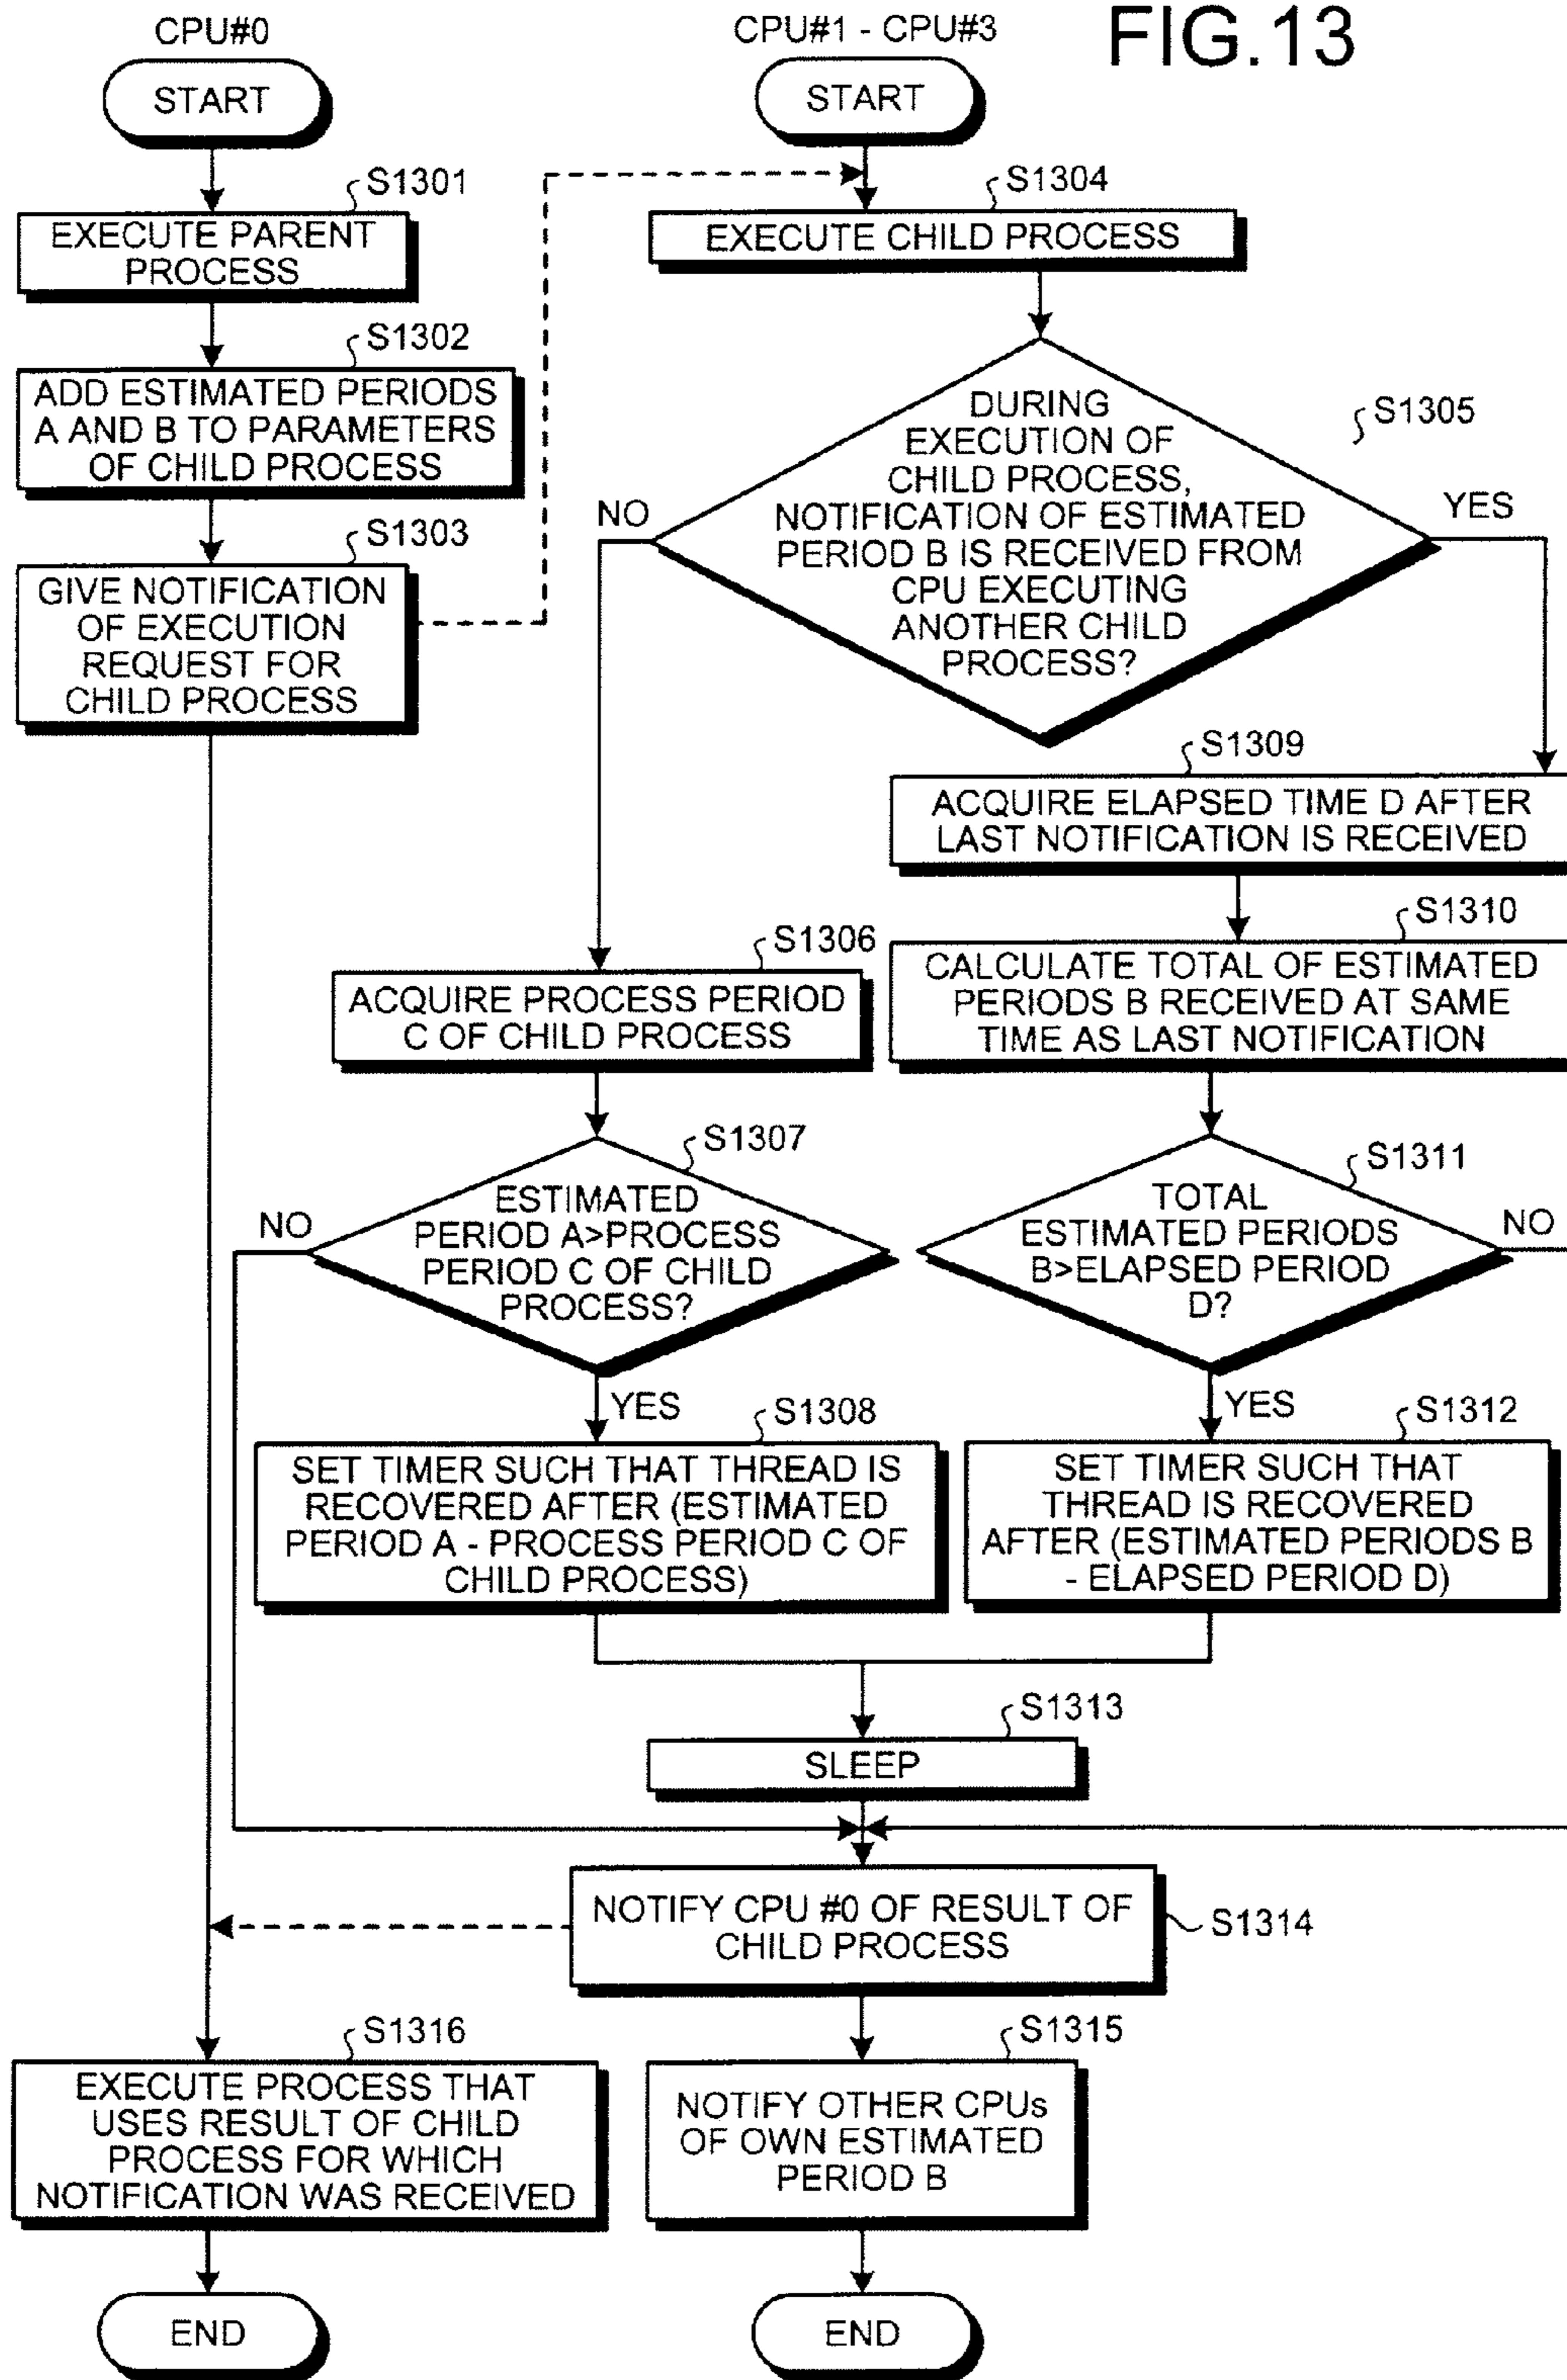 FIG.13
CPU#0
START
S1301
EXECUTE PARENT
PROCESS
S1302
ADD ESTIMATED PERIODS
A AND B TO PARAMETERS
OF CHILD PROCESS
S1303
GIVE NOTIFICATION
OF EXECUTION
REQUEST FOR
CHILD PROCESS
CPU#1 - CPU#3
START
S1304
EXECUTE CHILD PROCESS
S1305
DURING
EXECUTION OF
CHILD PROCESS,
NOTIFICATION OF ESTIMATED
PERIOD B IS RECEIVED FROM
CPU EXECUTING
ANOTHER CHILD
PROCESS?
NO
YES
S1306
ACQUIRE PROCESS PERIOD
C OF CHILD PROCESS
S1307
ESTIMATED
PERIOD A>PROCESS
PERIOD C OF CHILD
PROCESS?
NO
YES
S1308
SET TIMER SUCH THAT THREAD IS
RECOVERED AFTER (ESTIMATED
PERIOD A - PROCESS PERIOD C OF
CHILD PROCESS)
S1309
ACQUIRE ELAPSED TIME D AFTER
LAST NOTIFICATION IS RECEIVED
S1310
CALCULATE TOTAL OF ESTIMATED
PERIODS B RECEIVED AT SAME
TIME AS LAST NOTIFICATION
S1311
TOTAL
ESTIMATED PERIODS
B>ELAPSED PERIOD
D?
NO
YES
S1312
SET TIMER SUCH THAT
THREAD IS RECOVERED
AFTER (ESTIMATED PERIODS B
- ELAPSED PERIOD D)
S1313
SLEEP
NOTIFY CPU #0 OF RESULT OF
CHILD PROCESS
S1314
S1315
NOTIFY OTHER CPUs
OF OWN ESTIMATED
PERIOD B
END
S1316
EXECUTE PROCESS THAT
USES RESULT OF CHILD
PROCESS FOR WHICH
NOTIFICATION WAS RECEIVED
END